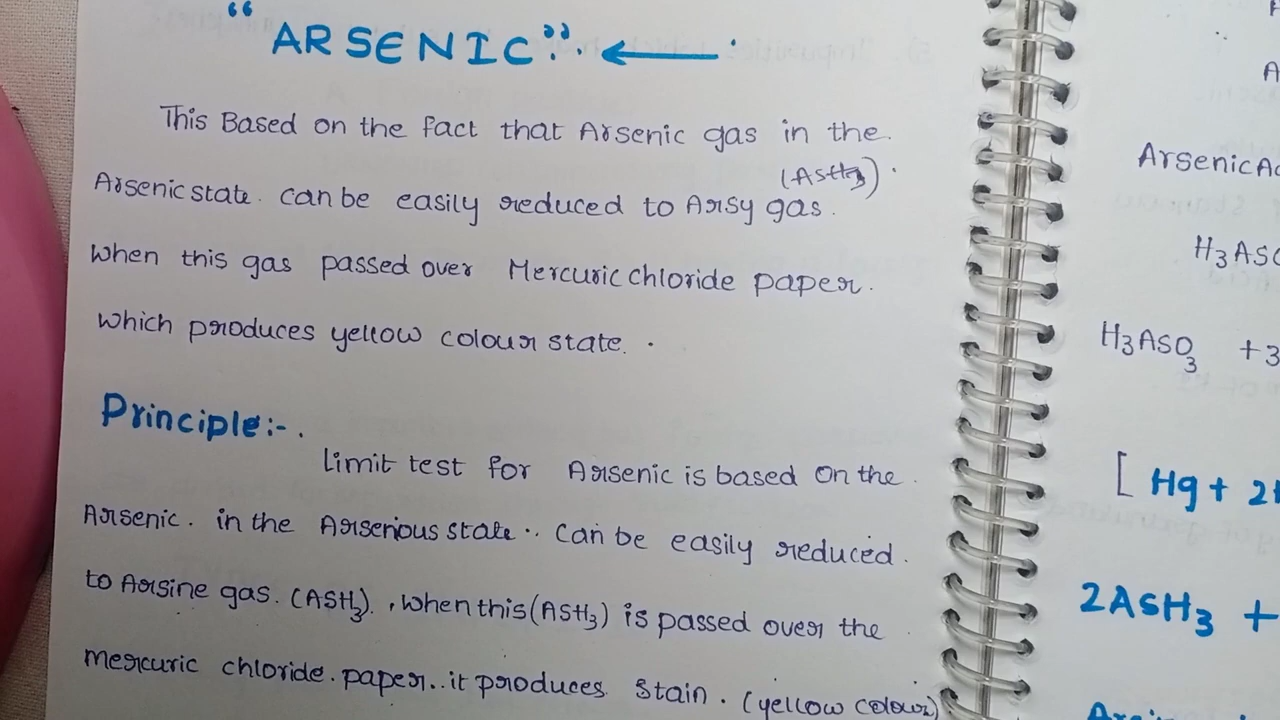 "ARSENIC".
This Based on the fact that Arsenic gas in the.
(AsH3).
Arsenic state. can be easily reduced to Arsy gas.
When this gas passed over Mercuric chloride paper.
Which produces yellow colour state. .
Principle:-.
Limit test for Arsenic is based on the.
Arsenic. in the Arsenious state.. Can be easily reduced.
to Arsine gas. (ASH3). , when this (ASH3) is passed over the
mercuric chloride. paper.. it produces stain. (yellow colour)
Arsenic Ac
H3ASO
H3ASO3 +3
[ Hg + 2
2ASH3 +